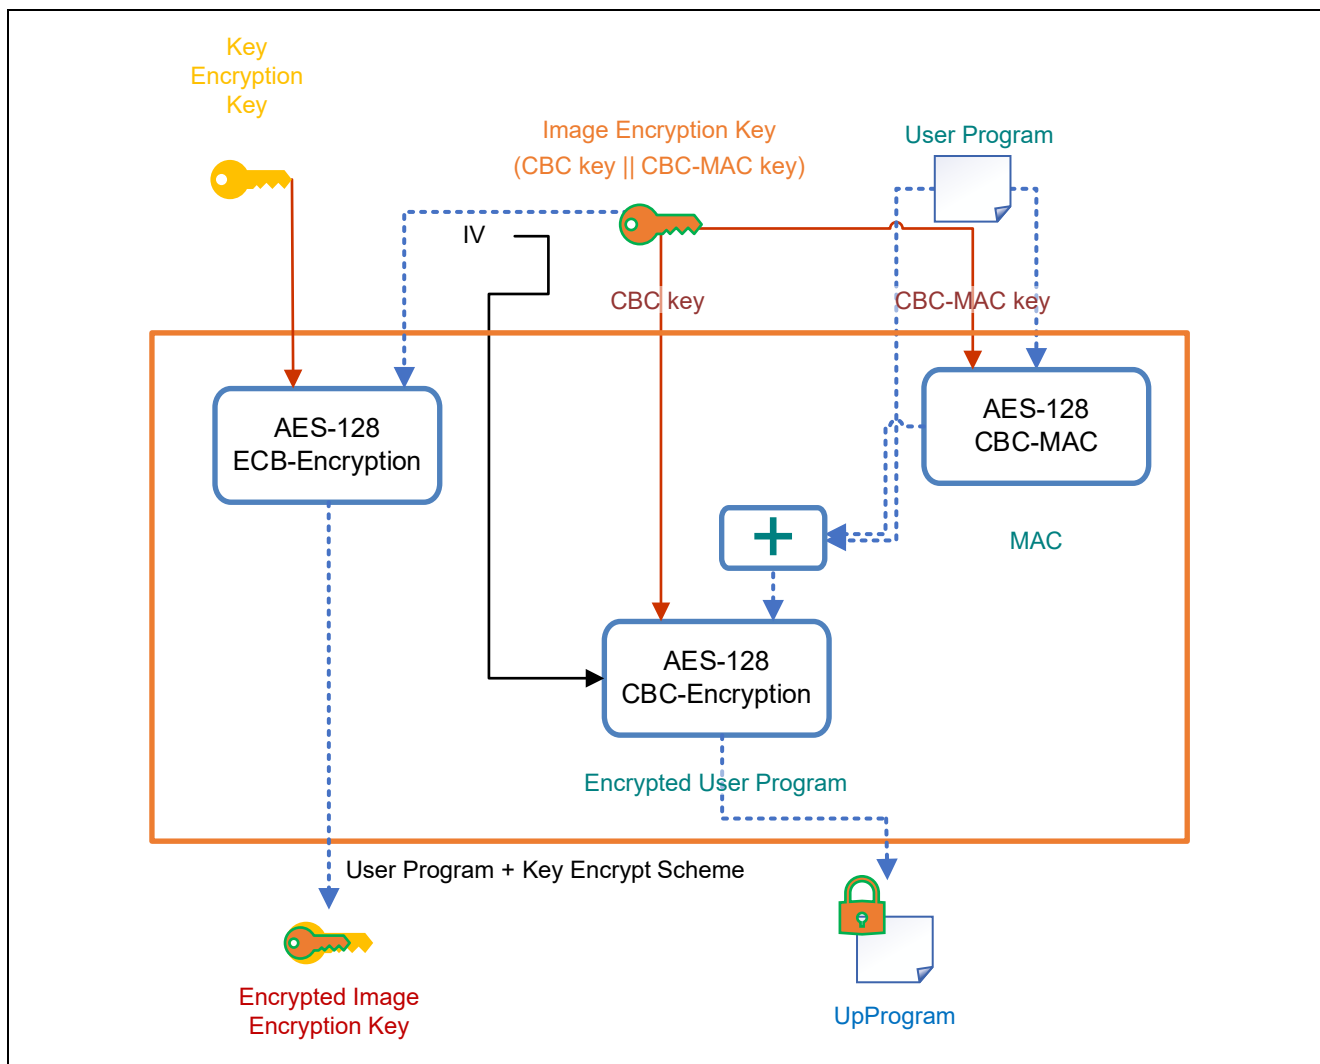 Key
Encryption
Key
Image Encryption Key
(CBC key || CBC-MAC key)
User Program
IV
CBC key
CBC-MAC key
AES-128
ECB-Encryption
AES-128
CBC-MAC
+
MAC
AES-128
CBC-Encryption
Encrypted User Program
User Program + Key Encrypt Scheme
Encrypted Image
Encryption Key
UpProgram